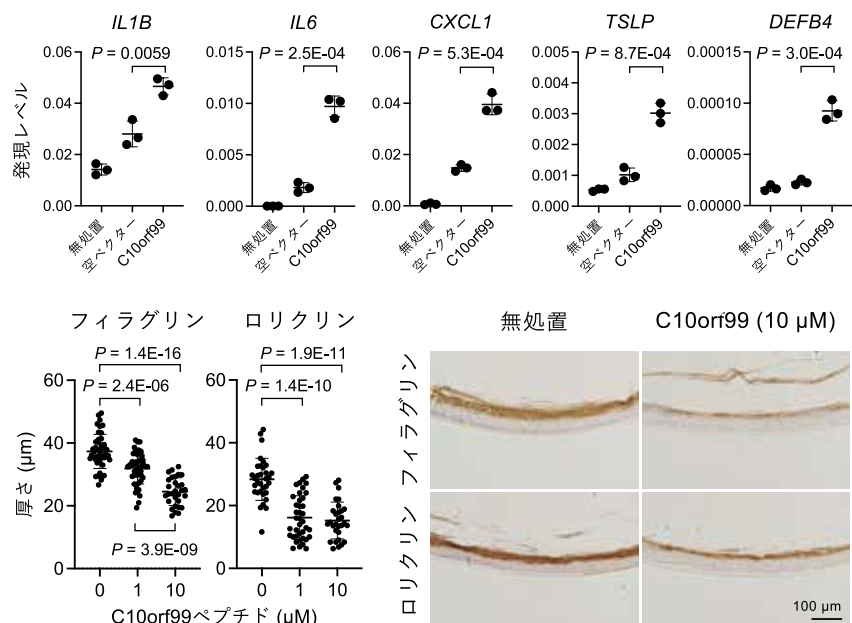 IL1B
IL6
CXCL1
TSLP
DEFB4
発現レベル
P = 0.0059
0.06
0.04
0.02
0.00
無処置
空ベクター
C10orf99
P = 2.5E-04
0.015
0.010
0.005
0.000
無処置
空ベクター
C10orf99
P = 5.3E-04
0.06
0.04
0.02
0.00
無処置
空ベクター
C10orf99
P = 8.7E-04
0.005
0.004
0.003
0.002
0.001
0.000
無処置
空ベクター
C10orf99
P = 3.0E-04
0.00015
0.00010
0.00005
0.00000
無処置
空ベクター
C10orf99
フィラグリン
ロリクリン
厚さ (µm)
P = 1.4E-16
P = 2.4E-06
P = 3.9E-09
60
40
20
0
0
1
10
P = 1.9E-11
P = 1.4E-10
60
40
20
0
0
1
10
C10orf99ペプチド (µM)
無処置
C10orf99 (10 µM)
フィラグリン
ロリクリン
100 µm